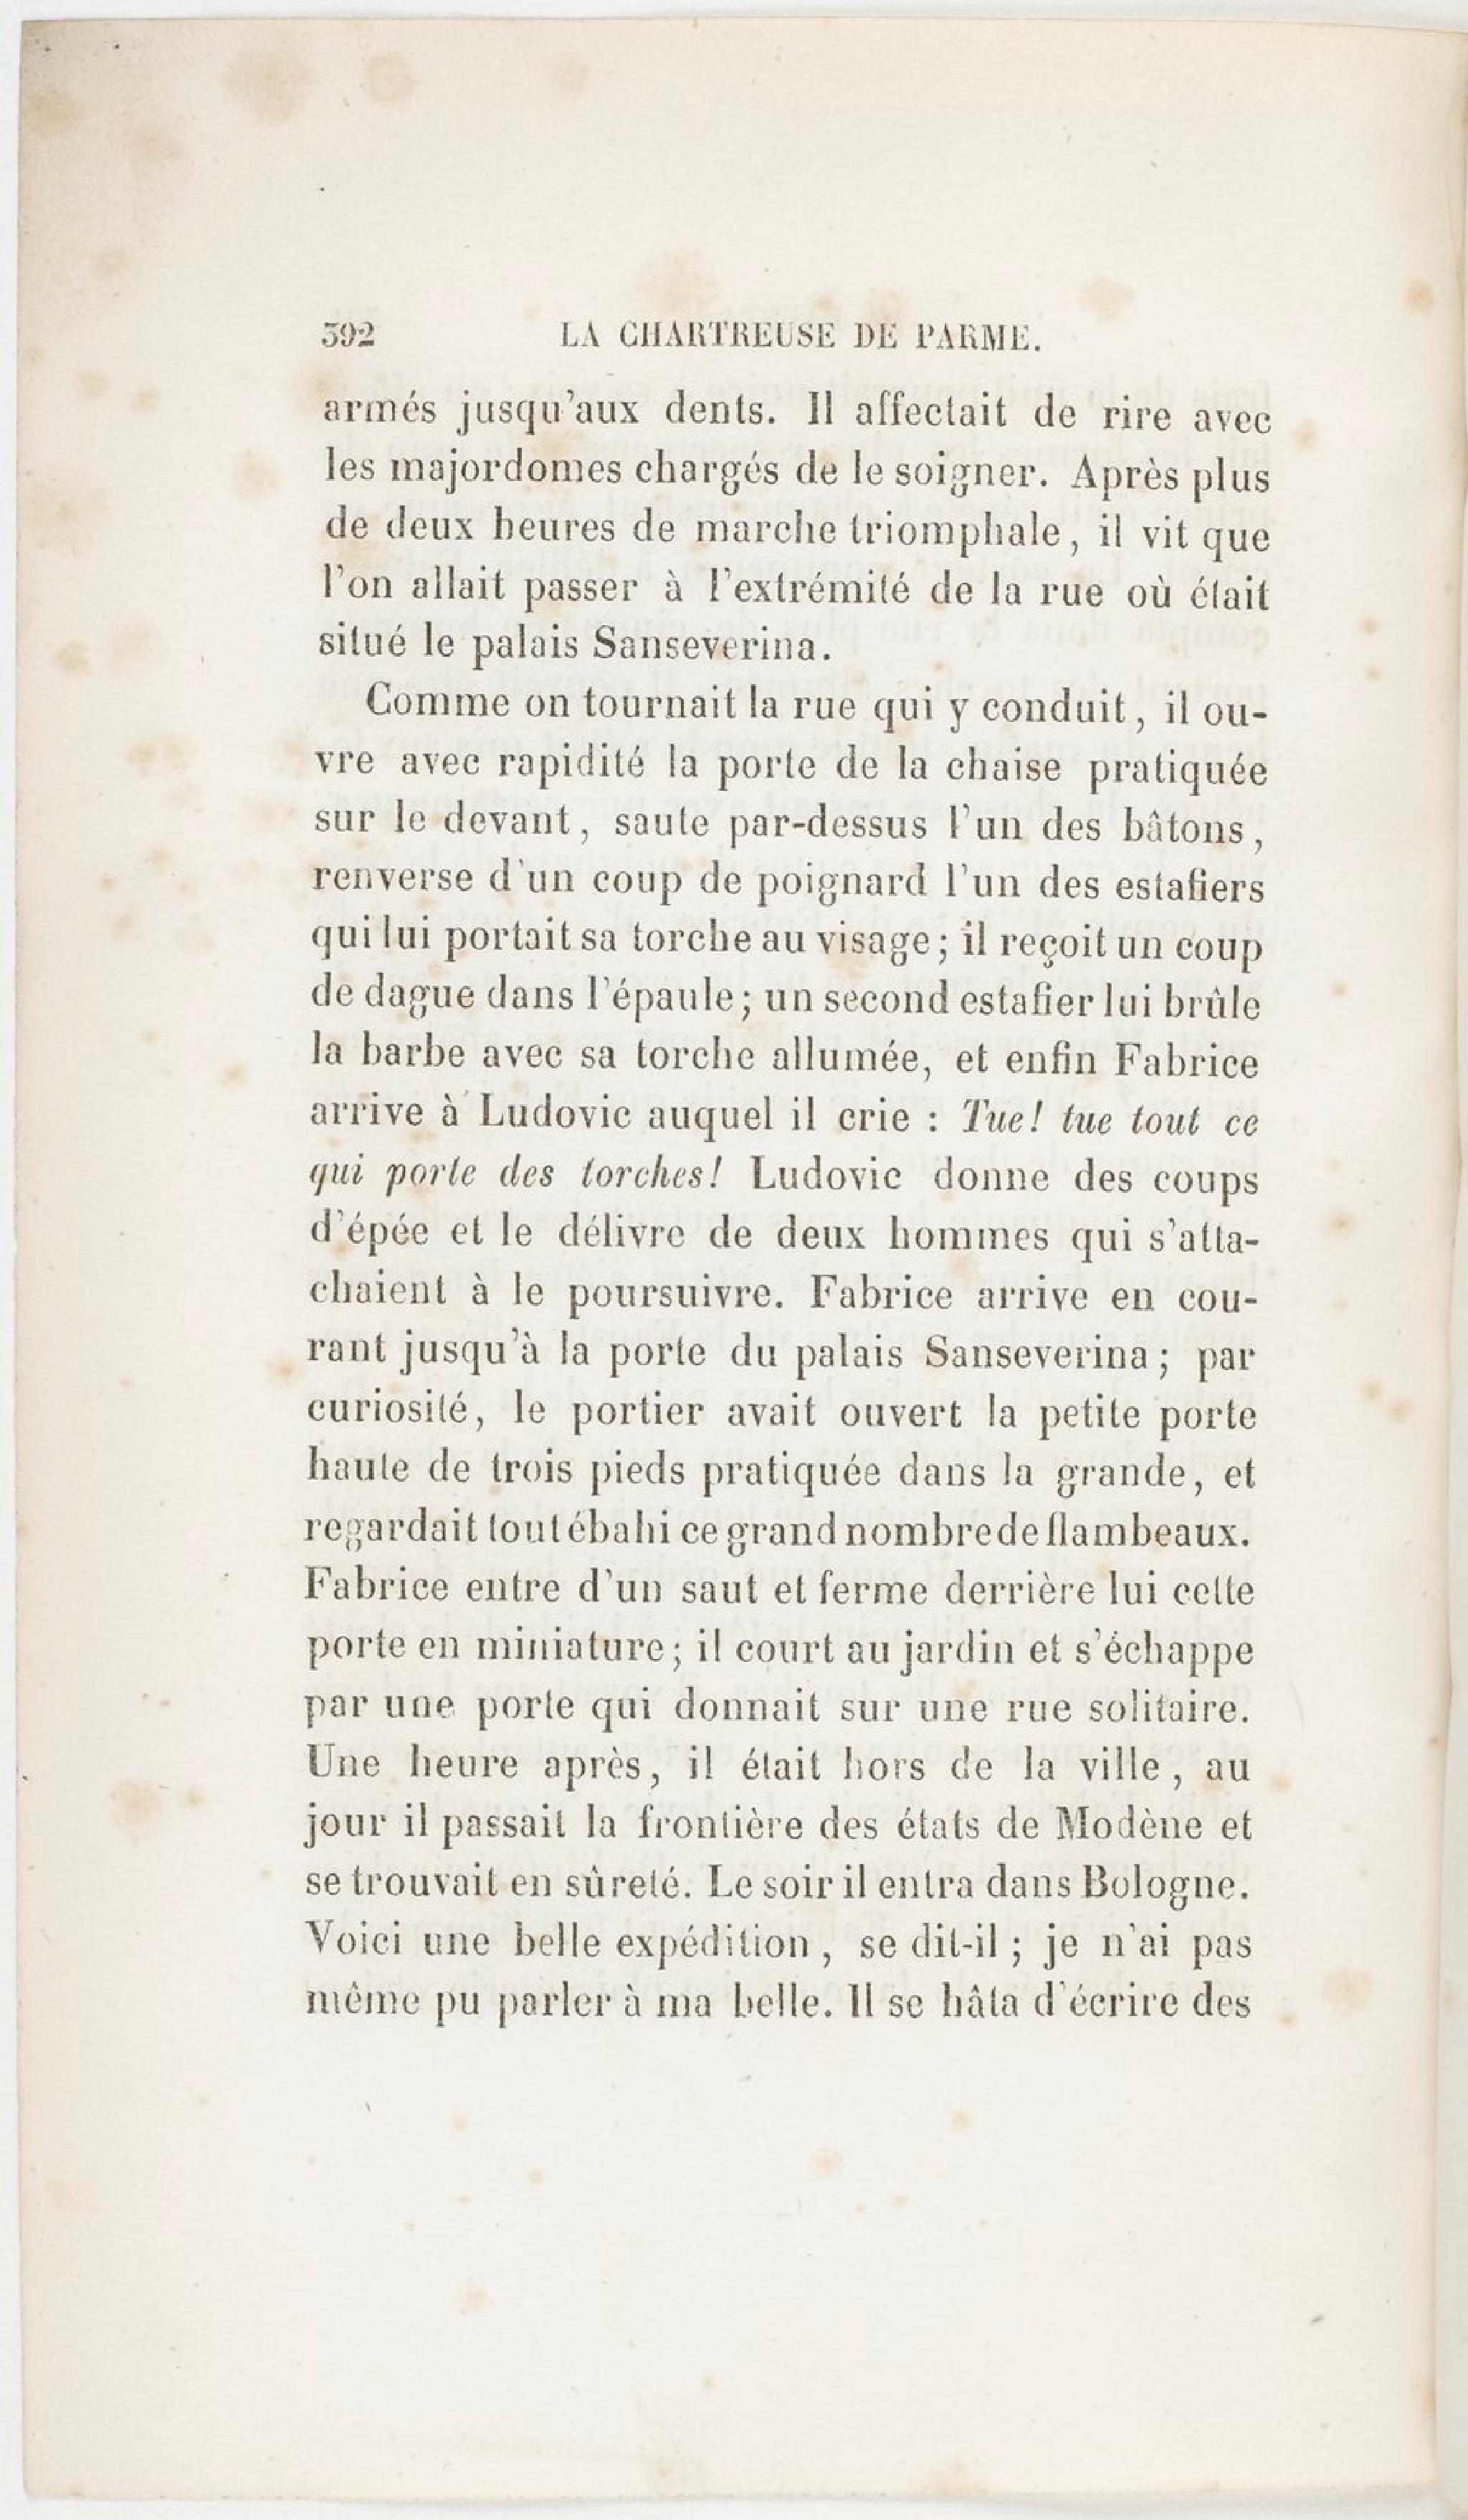 392 LA CHARTREUSE DE PARME.
armés jusqu'aux dents. Il affectait de rire avec
les majordomes chargés de le soigner. Après plus
de deux heures de marche triomphale, il vit que
l'on allait passer à l'extrémité de la rue où était
situé le palais Sanseverina.
Comme on tournait la rue qui y conduit, il ou-
vre avec rapidité la porte de la chaise pratiquée
sur le devant, saute par-dessus l'un des bâtons,
renverse d'un coup de poignard l'un des estafiers
qui lui portait sa torche au visage; il reçoit un coup
de dague dans l'épaule; un second estafier lui brûle
la barbe avec sa torche allumée, et enfin Fabrice
arrive à Ludovic auquel il crie : Tue! tue tout ce
qui porte des torches! Ludovic donne des coups
d'épée et le délivre de deux hommes qui s'atta-
chaient à le poursuivre. Fabrice arrive en cou-
rant jusqu'à la porte du palais Sanseverina; par
curiosité, le portier avait ouvert la petite porte
haute de trois pieds pratiquée dans la grande, et
regardait tout ébahi ce grand nombre de flambeaux.
Fabrice entre d'un saut et ferme derrière lui cette
porte en miniature; il court au jardin et s'échappe
par une porte qui donnait sur une rue solitaire.
Une heure après, il était hors de la ville, au
jour il passait la frontière des états de Modène et
se trouvait en sûreté. Le soir il entra dans Bologne.
Voici une belle expédition, se dit-il; je n'ai pas
même pu parler à ma belle. Il se hâta d'écrire des